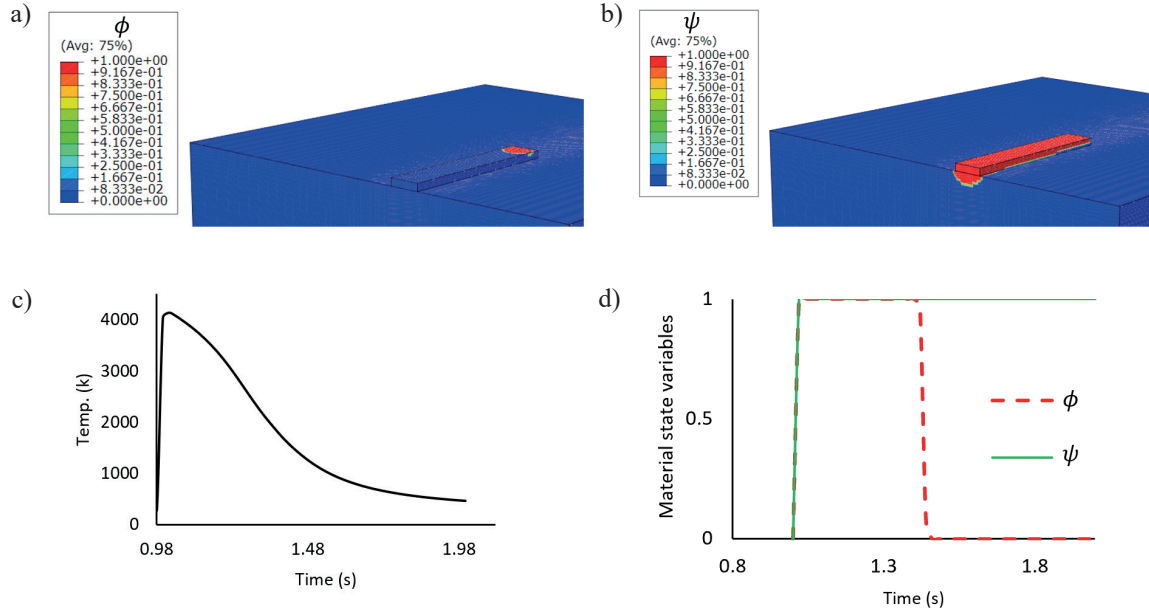 a)
ϕ
(Avg: 75%)
+1.000e+00
+9.167e-01
+8.333e-01
+7.500e-01
+6.667e-01
+5.833e-01
+5.000e-01
+4.167e-01
+3.333e-01
+2.500e-01
+1.667e-01
+8.333e-02
+0.000e+00
b)
ψ
(Avg: 75%)
+1.000e+00
+9.167e-01
+8.333e-01
+7.500e-01
+6.667e-01
+5.833e-01
+5.000e-01
+4.167e-01
+3.333e-01
+2.500e-01
+1.667e-01
+8.333e-02
+0.000e+00
c)
Temp. (k)
4000
3000
2000
1000
0
0.98
1.48
1.98
Time (s)
d)
Material state variables
1
0.5
0
0.8
1.3
1.8
Time (s)
ϕ
ψ